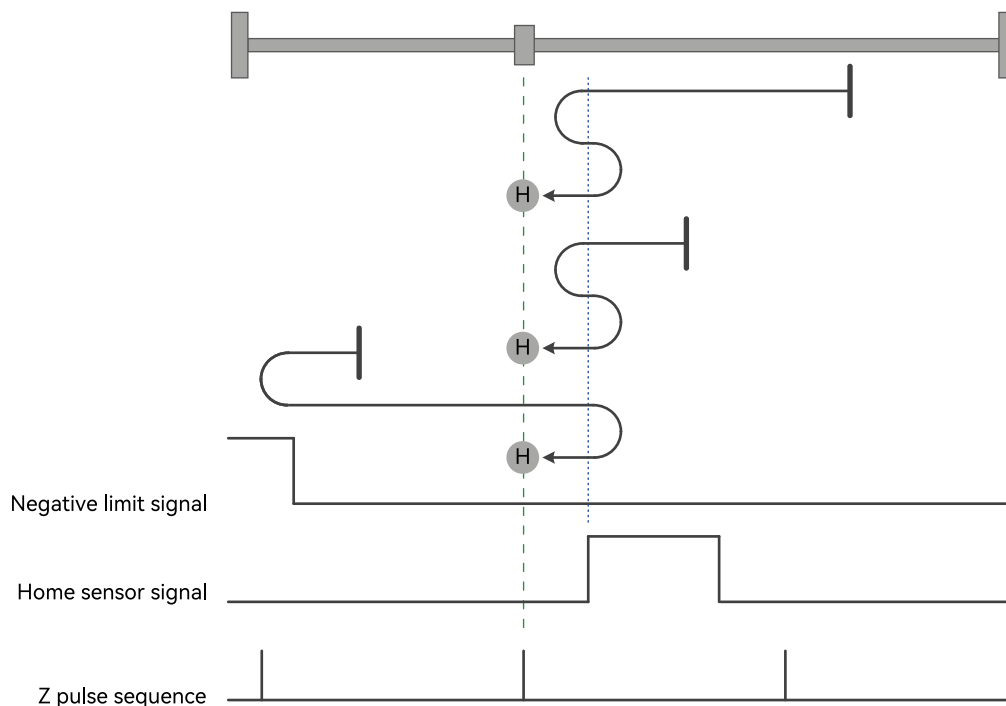 H
H
H
Negative limit signal
Home sensor signal
Z pulse sequence